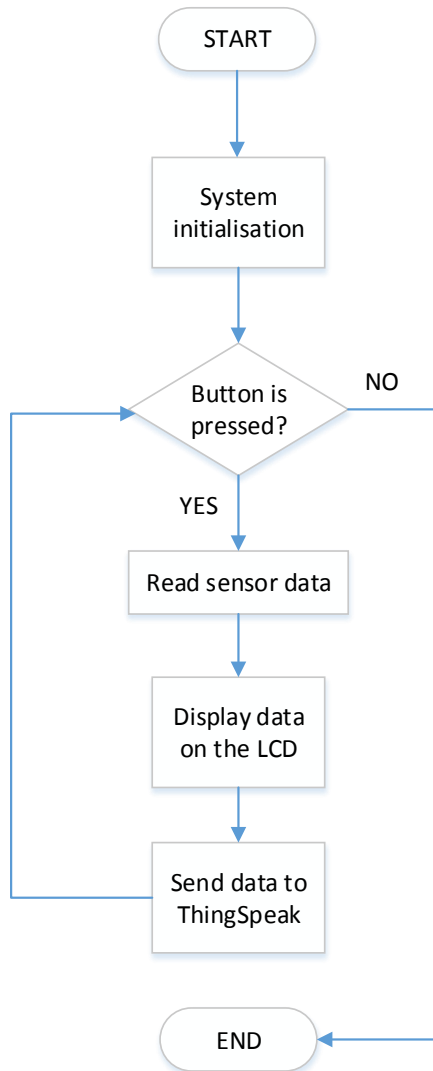 START
System
initialisation
Button is
pressed?
NO
YES
Read sensor data
Display data
on the LCD
Send data to
ThingSpeak
END